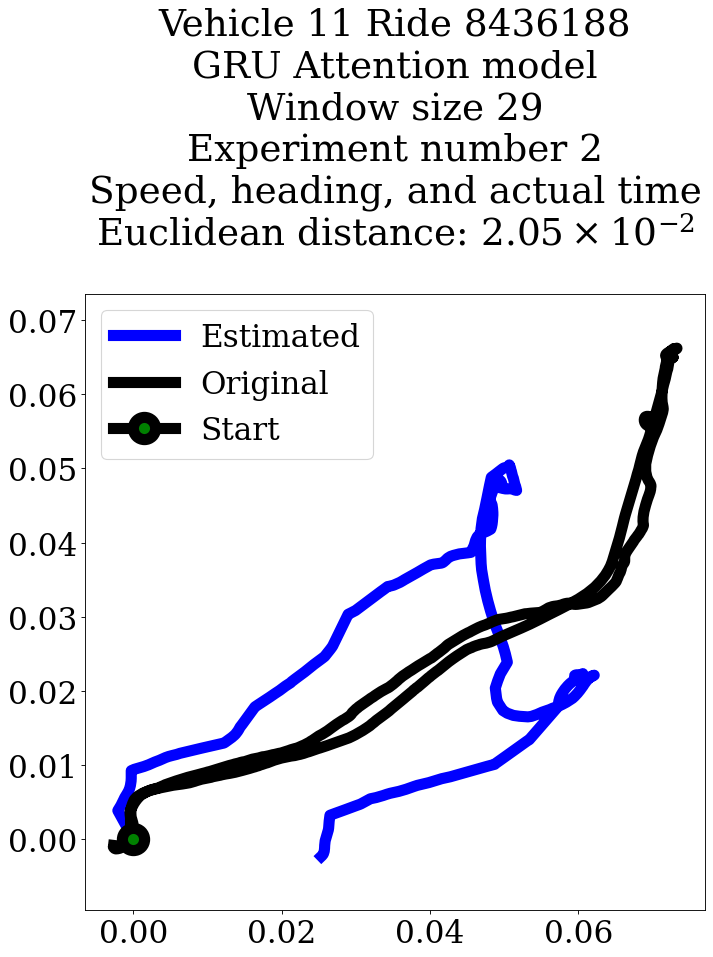 Vehicle 11 Ride 8436188
GRU Attention model
Window size 29
Experiment number 2
Speed, heading, and actual time
Euclidean distance: 2.05 × 10⁻²
0.07
0.06
0.05
0.04
0.03
0.02
0.01
0.00
Estimated
Original
Start
0.00 0.02 0.04 0.06